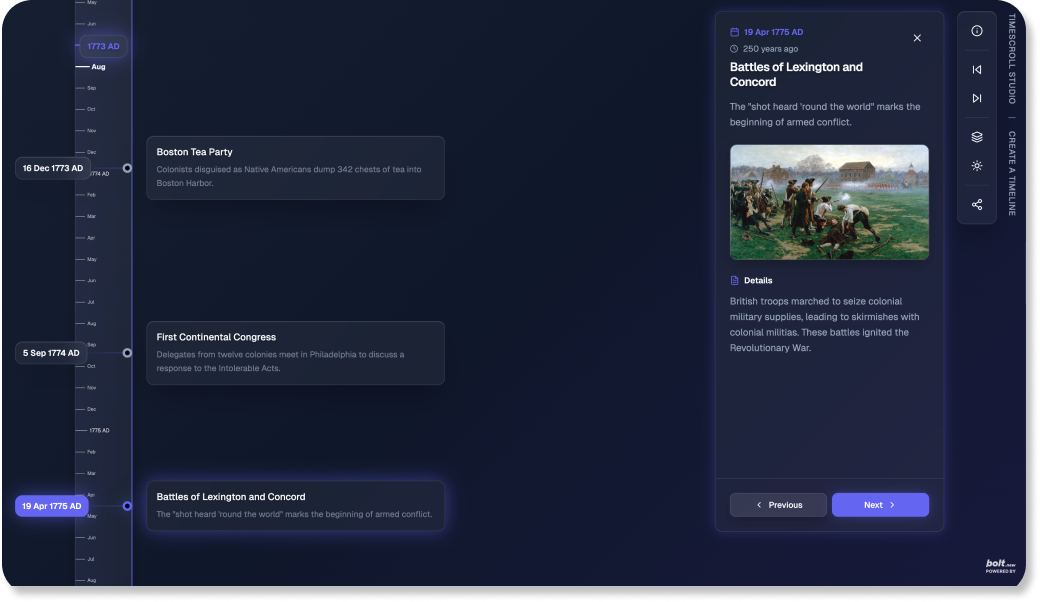 May
Jun
1773 AD
Aug
Sep
Oct
Nov
Dec
16 Dec 1773 AD
1774 AD
Feb
Mar
Apr
May
Jun
Jul
Aug
Sep
5 Sep 1774 AD
Oct
Nov
Dec
1775 AD
Feb
Mar
Apr
19 Apr 1775 AD
May
Jun
Jul
Aug
Boston Tea Party
Colonists disguised as Native Americans dump 342 chests of tea into
Boston Harbor.
First Continental Congress
Delegates from twelve colonies meet in Philadelphia to discuss a
response to the Intolerable Acts.
Battles of Lexington and Concord
The "shot heard 'round the world" marks the beginning of armed conflict.
19 Apr 1775 AD
250 years ago
Battles of Lexington and
Concord
The "shot heard 'round the world" marks the
beginning of armed conflict.
Details
British troops marched to seize colonial
military supplies, leading to skirmishes with
colonial militias. These battles ignited the
Revolutionary War.
Previous
Next
TIMESCROLL STUDIO | CREATE A TIMELINE
bolt.new
POWERED BY